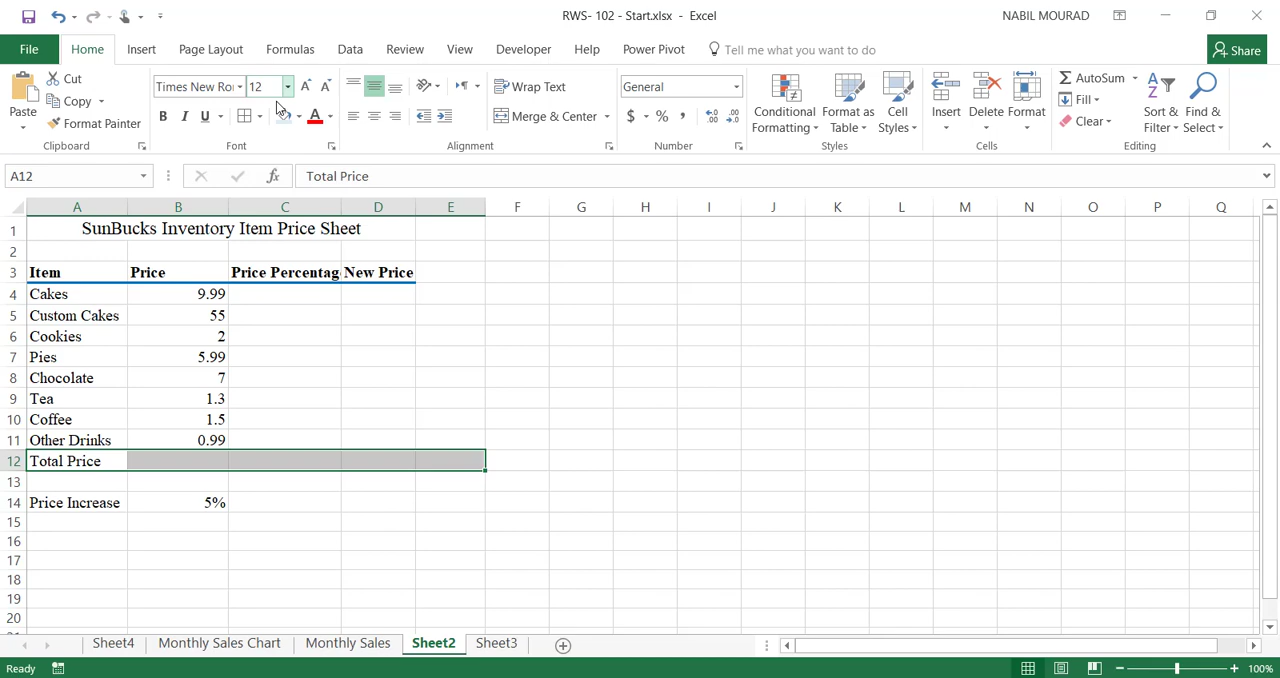 RWS- 102 - Start.xlsx - Excel
NABIL MOURAD
File Home Insert Page Layout Formulas Data Review View Developer Help Power Pivot Tell me what you want to do Share
Paste
Cut
Copy
Format Painter
Clipboard
Times New Ro 12
B I U
Font
Wrap Text
Merge & Center
Alignment
General
$ % ,
Number
Conditional Formatting
Format as Table
Cell Styles
Styles
Insert Delete Format
Cells
AutoSum
Fill
Clear
Sort & Filter
Find & Select
Editing
A12 fx Total Price
A B C D E F G H I J K L M N O P Q
1 SunBucks Inventory Item Price Sheet
2
3 Item Price Price Percentag New Price
4 Cakes 9.99
5 Custom Cakes 55
6 Cookies 2
7 Pies 5.99
8 Chocolate 7
9 Tea 1.3
10 Coffee 1.5
11 Other Drinks 0.99
12 Total Price
13
14 Price Increase 5%
15
16
17
18
19
20
Sheet4 Monthly Sales Chart Monthly Sales Sheet2 Sheet3
Ready 100%